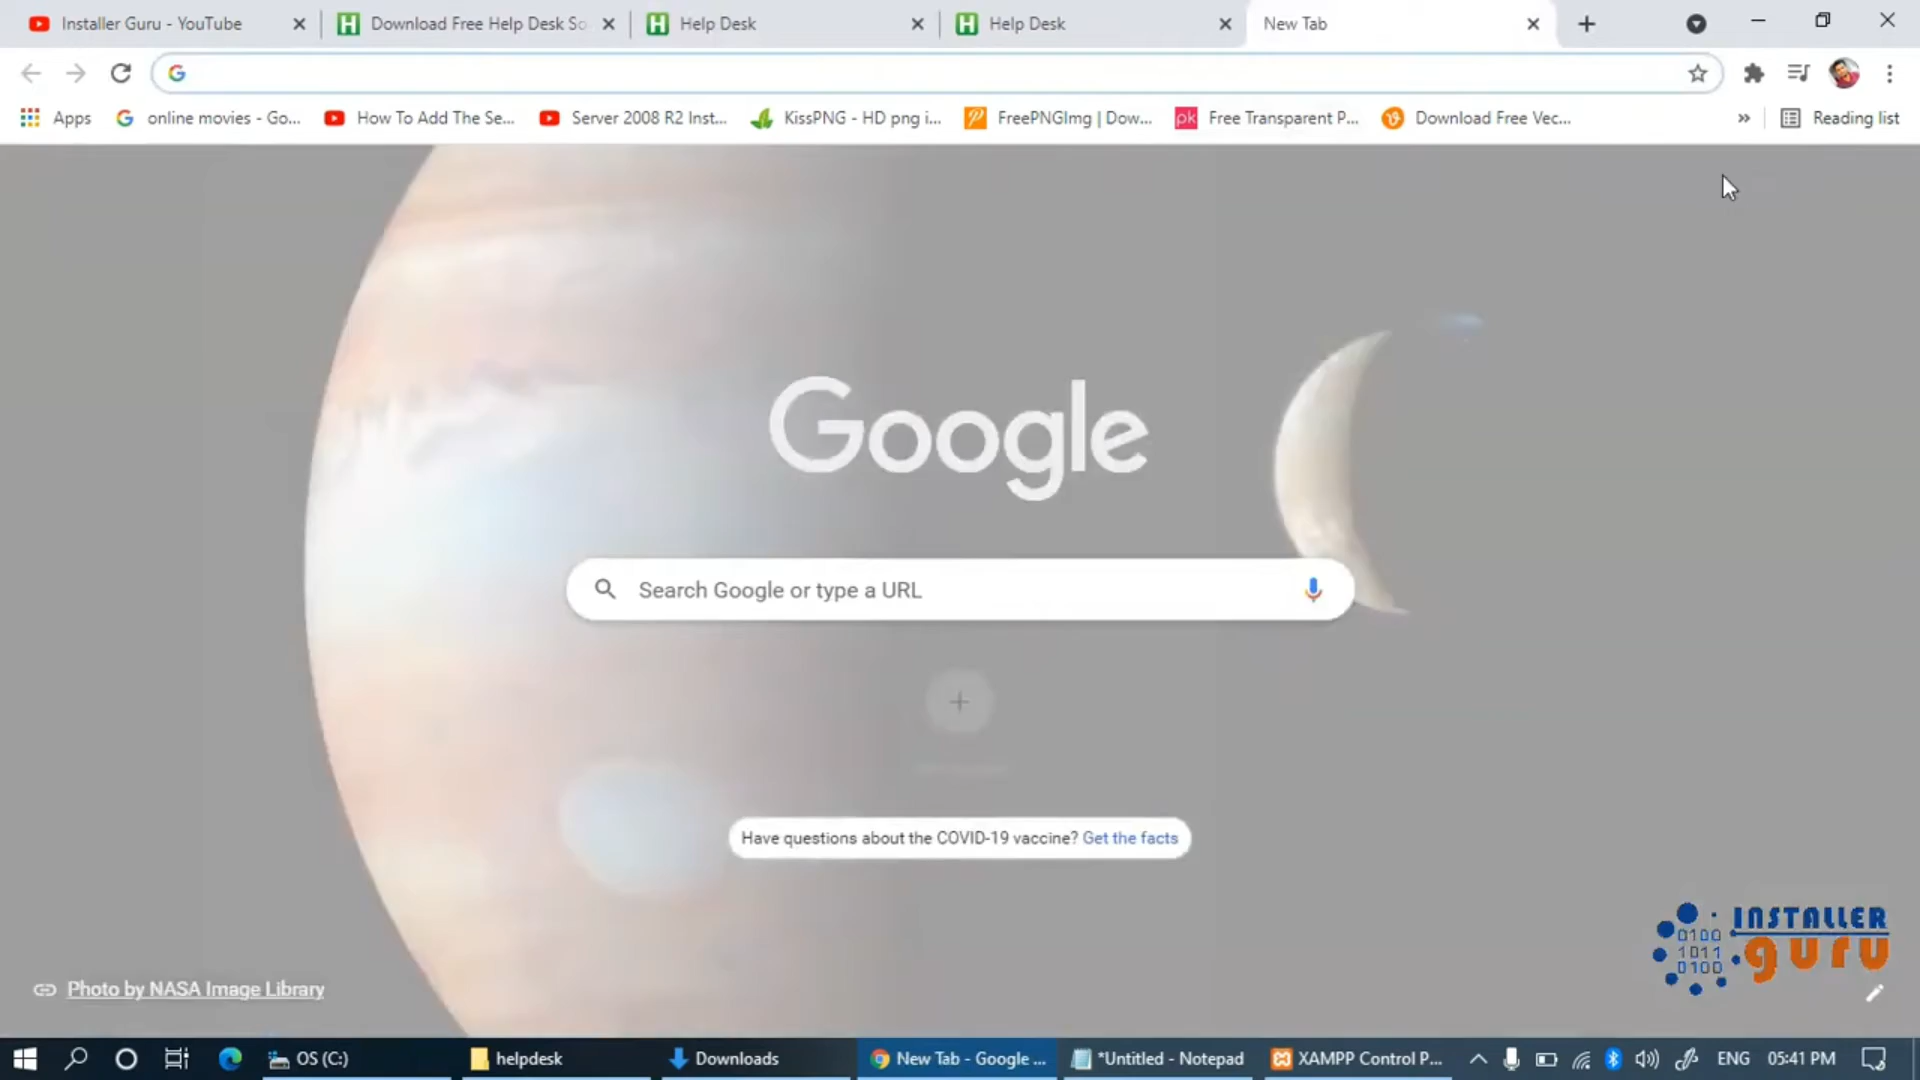 Installer Guru - YouTube
Download Free Help Desk So
Help Desk
Help Desk
New Tab
Apps
online movies - Go...
How To Add The Se...
Server 2008 R2 Inst...
KissPNG - HD png i...
FreePNGImg | Dow...
pk
Free Transparent P...
Download Free Vec...
Reading list
Google
Search Google or type a URL
Have questions about the COVID-19 vaccine? Get the facts
INSTALLER
guru
0100
1011
0100
Photo by NASA Image Library
OS (C:)
helpdesk
Downloads
New Tab - Google ...
*Untitled - Notepad
XAMPP Control P...
ENG
05:41 PM